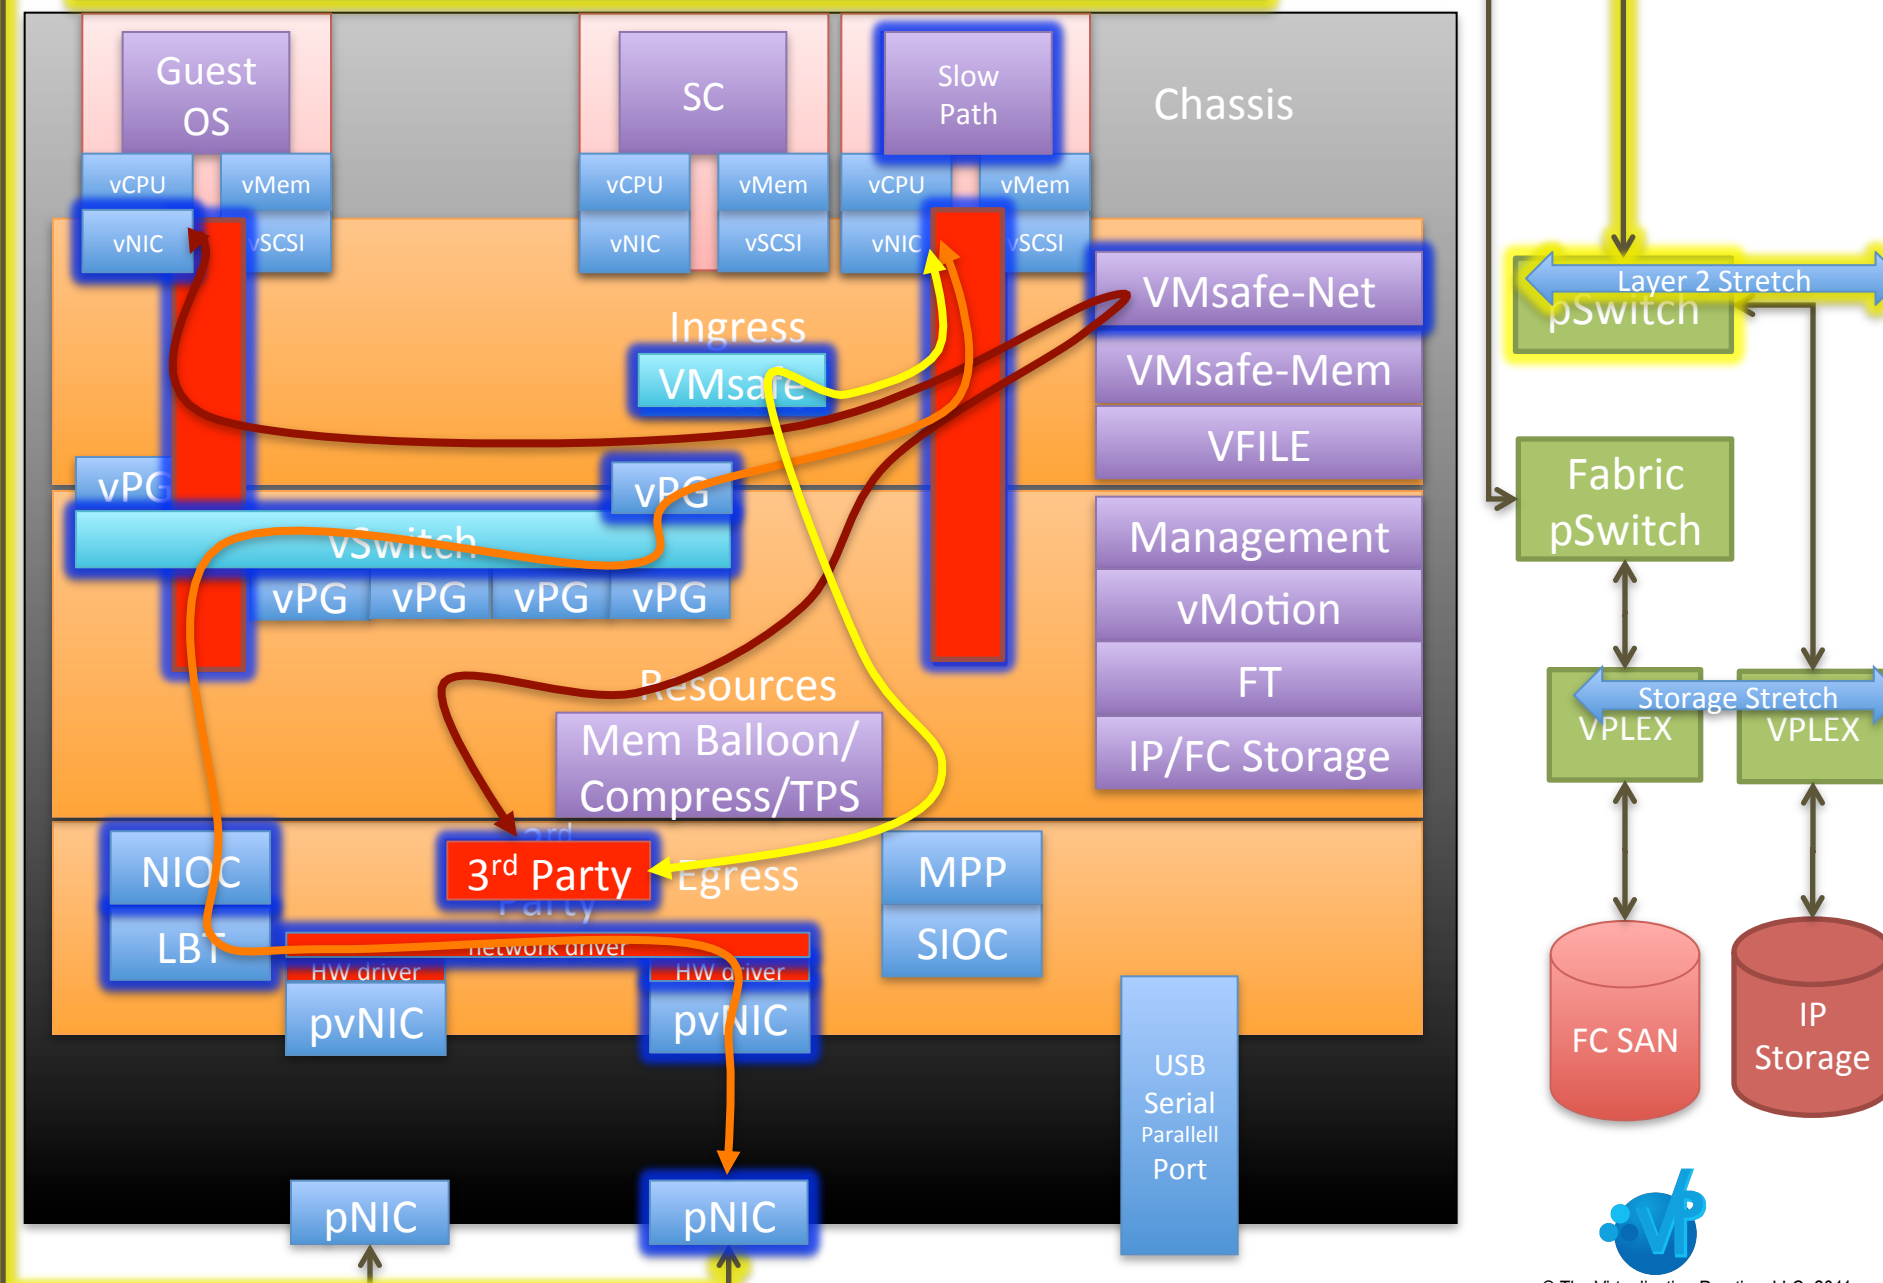 Guest
OS
SC
Slow
Path
Chassis
vCPU
vMem
vCPU
vMem
vCPU
vMem
vNIC
vSCSI
vNIC
vSCSI
vNIC
vSCSI
Layer 2 Stretch
pSwitch
VMsafe-Net
Ingress
VMsafe
VMsafe-Mem
VFILE
vPG
vPG
Fabric
pSwitch
vSwitch
Management
vPG
vPG
vPG
vPG
vMotion
Resources
FT
Storage Stretch
VPLEX
VPLEX
Mem Balloon/
Compress/TPS
IP/FC Storage
3rd
Party
NIOC
3rd Party
Egress
MPP
LBT
network driver
SIOC
HW driver
HW driver
pvNIC
pvNIC
FC SAN
IP
Storage
USB
Serial
Parallell
Port
pNIC
pNIC
VP